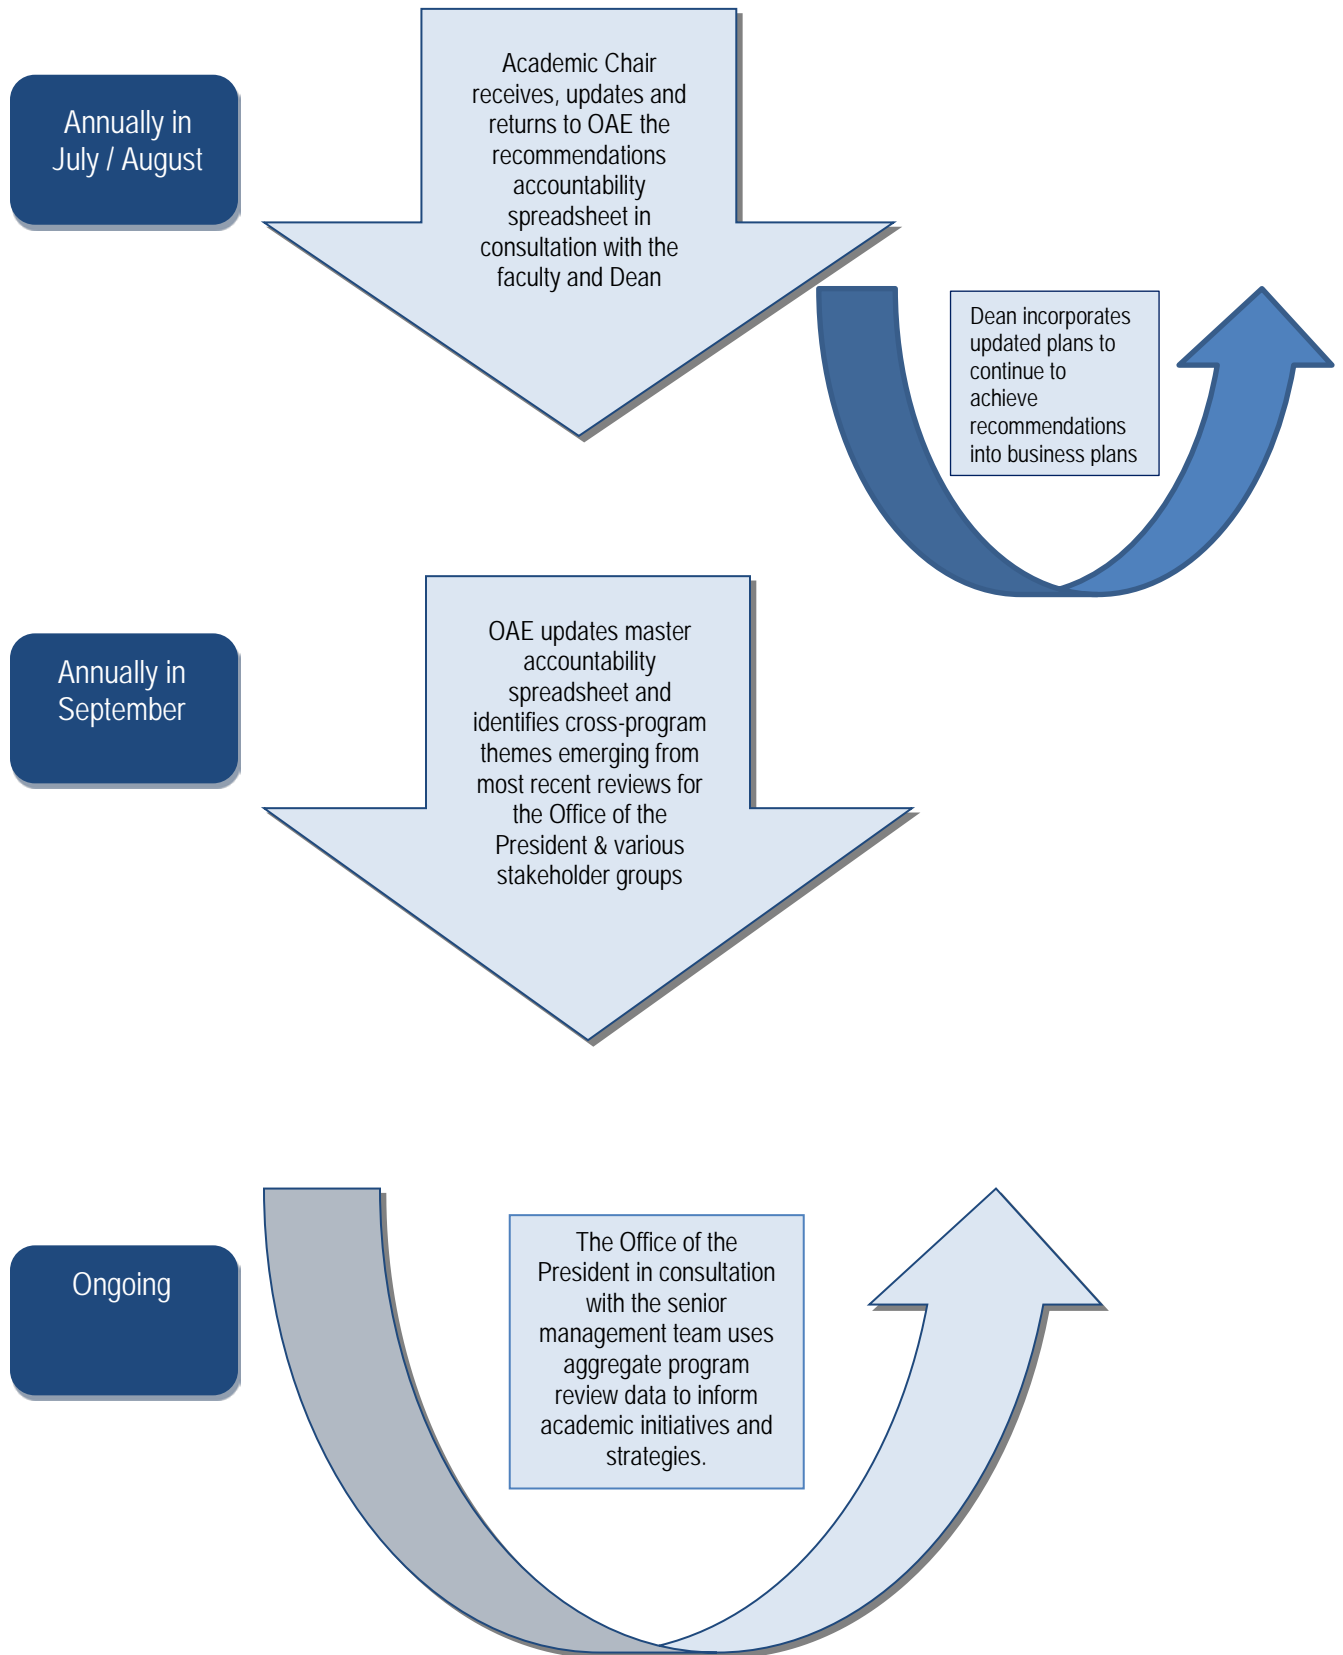 Annually in
July / August
Academic Chair
receives, updates and
returns to OAE the
recommendations
accountability
spreadsheet in
consultation with the
faculty and Dean
Dean incorporates
updated plans to
continue to
achieve
recommendations
into business plans
Annually in
September
OAE updates master
accountability
spreadsheet and
identifies cross-program
themes emerging from
most recent reviews for
the Office of the
President & various
stakeholder groups
Ongoing
The Office of the
President in consultation
with the senior
management team uses
aggregate program
review data to inform
academic initiatives and
strategies.